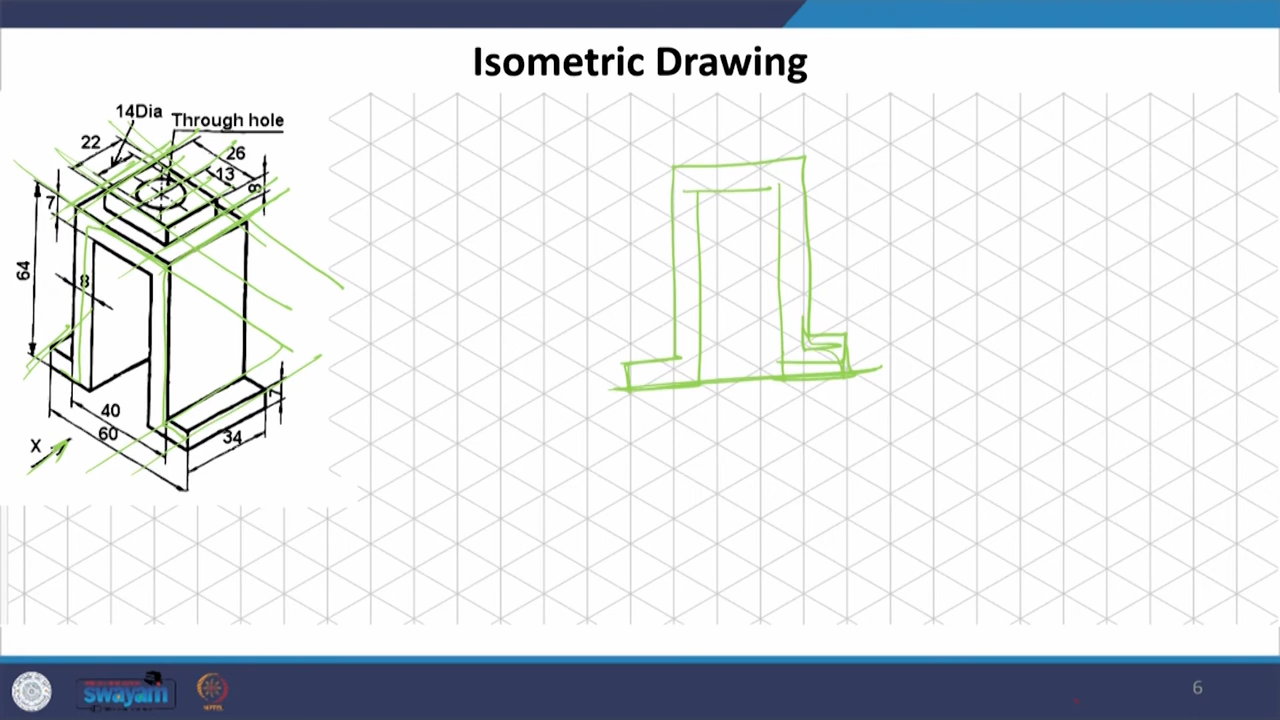 Isometric Drawing
14Dia
Through hole
22
26
13
8
7
64
8
40
60
34
7
X
swayam
6